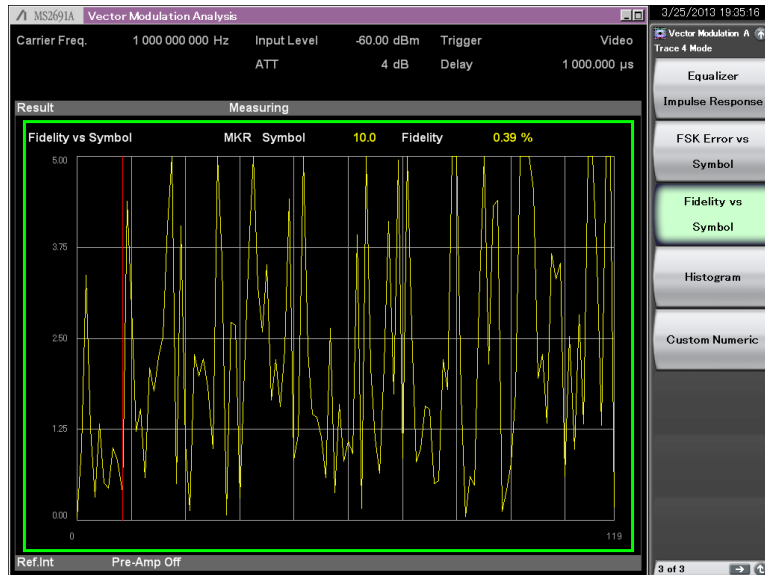 MS2691A Vector Modulation Analysis
3/25/2013 19:35:16
Carrier Freq. 1 000 000 000 Hz Input Level -60.00 dBm Trigger Video
ATT 4 dB Delay 1 000.000 µs
Result Measuring
Fidelity vs Symbol MKR Symbol 10.0 Fidelity 0.39 %
5.00
3.75
2.50
1.25
0.00
0 119
Ref.Int Pre-Amp Off
Vector Modulation A
Trace 4 Mode
Equalizer
Impulse Response
FSK Error vs
Symbol
Fidelity vs
Symbol
Histogram
Custom Numeric
3 of 3